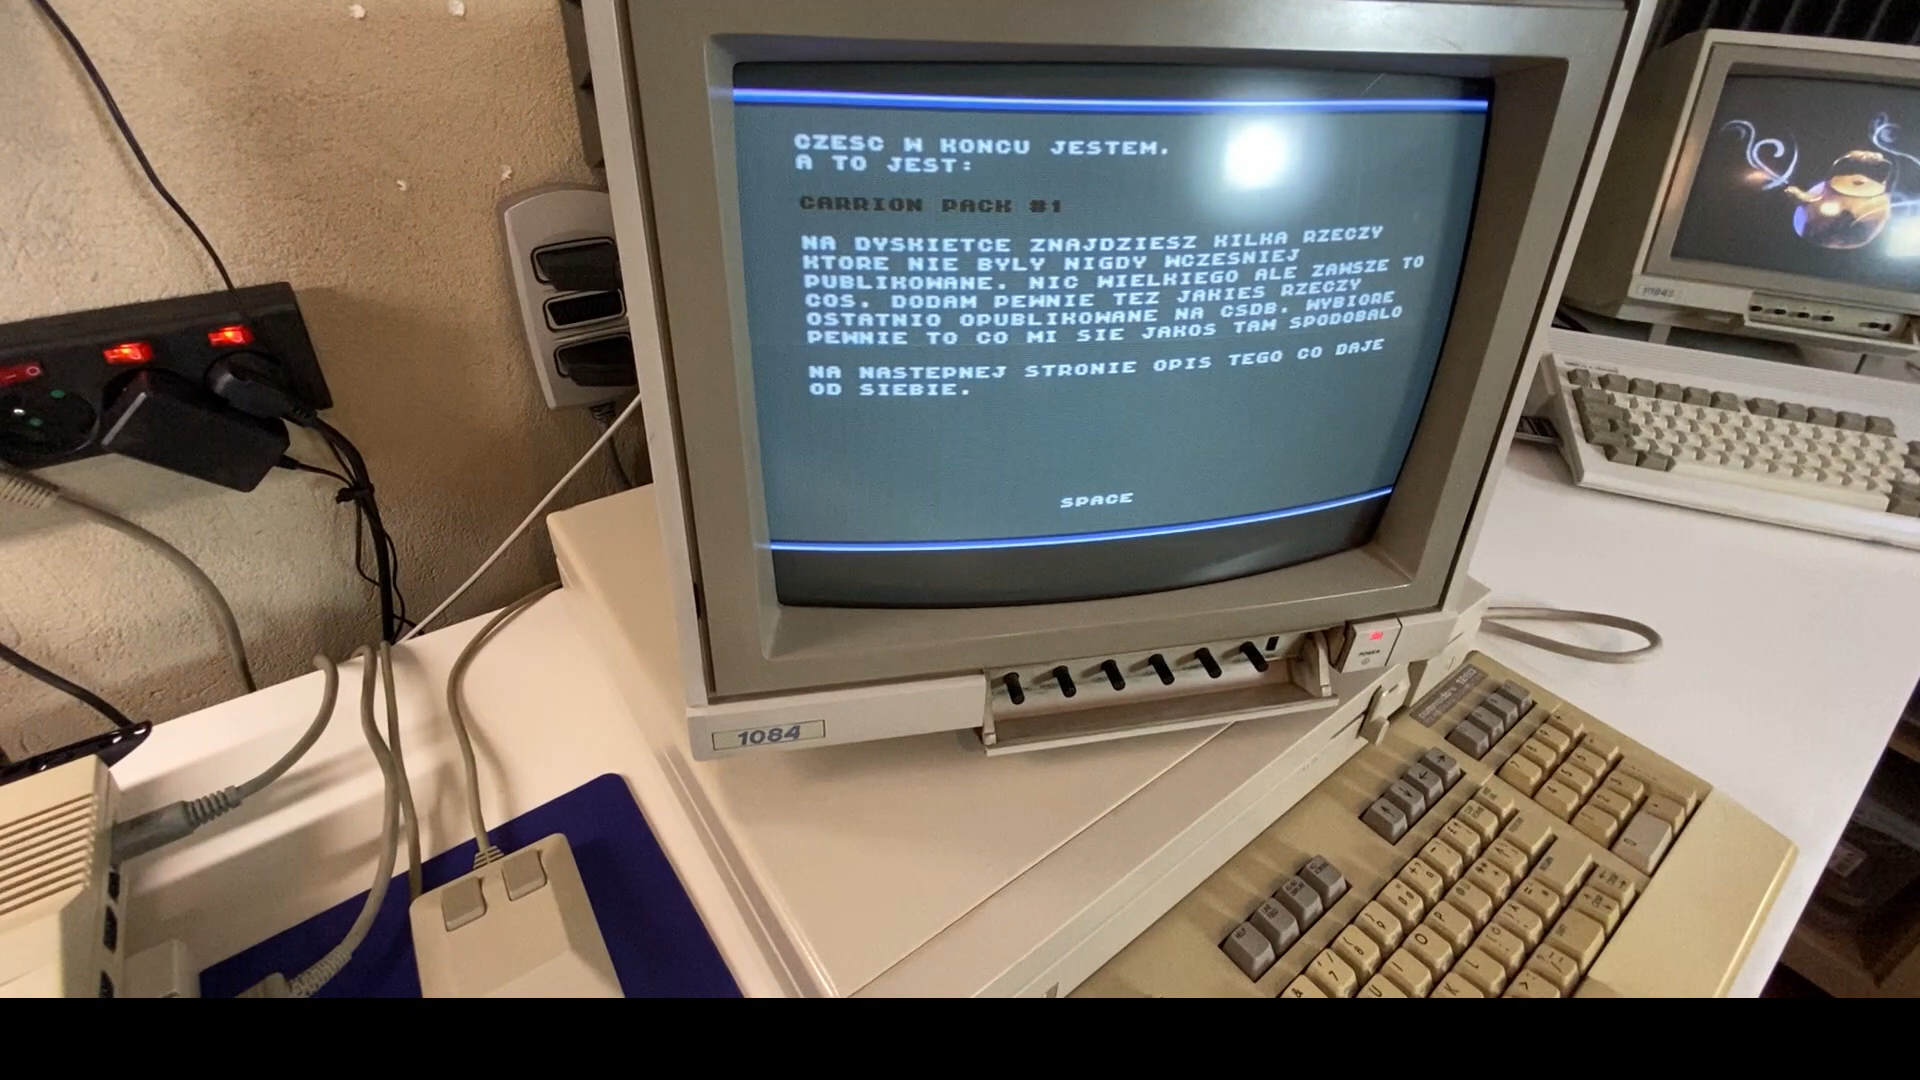 CZESC W KONCU JESTEM.
A TO JEST:
CARRION PACK #1
NA DYSKIETCE ZNAJDZIESZ KILKA RZECZY
KTORE NIE BYLY NIGDY WCZESNIEJ
PUBLIKOWANE. NIC WIELKIEGO ALE ZAWSZE TO
COS. DODAM PEWNIE TEZ JAKIES RZECZY
OSTATNIO OPUBLIKOWANE NA CSDB. WYBIORE
PEWNIE TO CO MI SIE JAKOS TAM SPODOBALO
NA NASTEPNEJ STRONIE OPIS TEGO CO DAJE
OD SIEBIE.
SPACE
1084
POWER
HELP